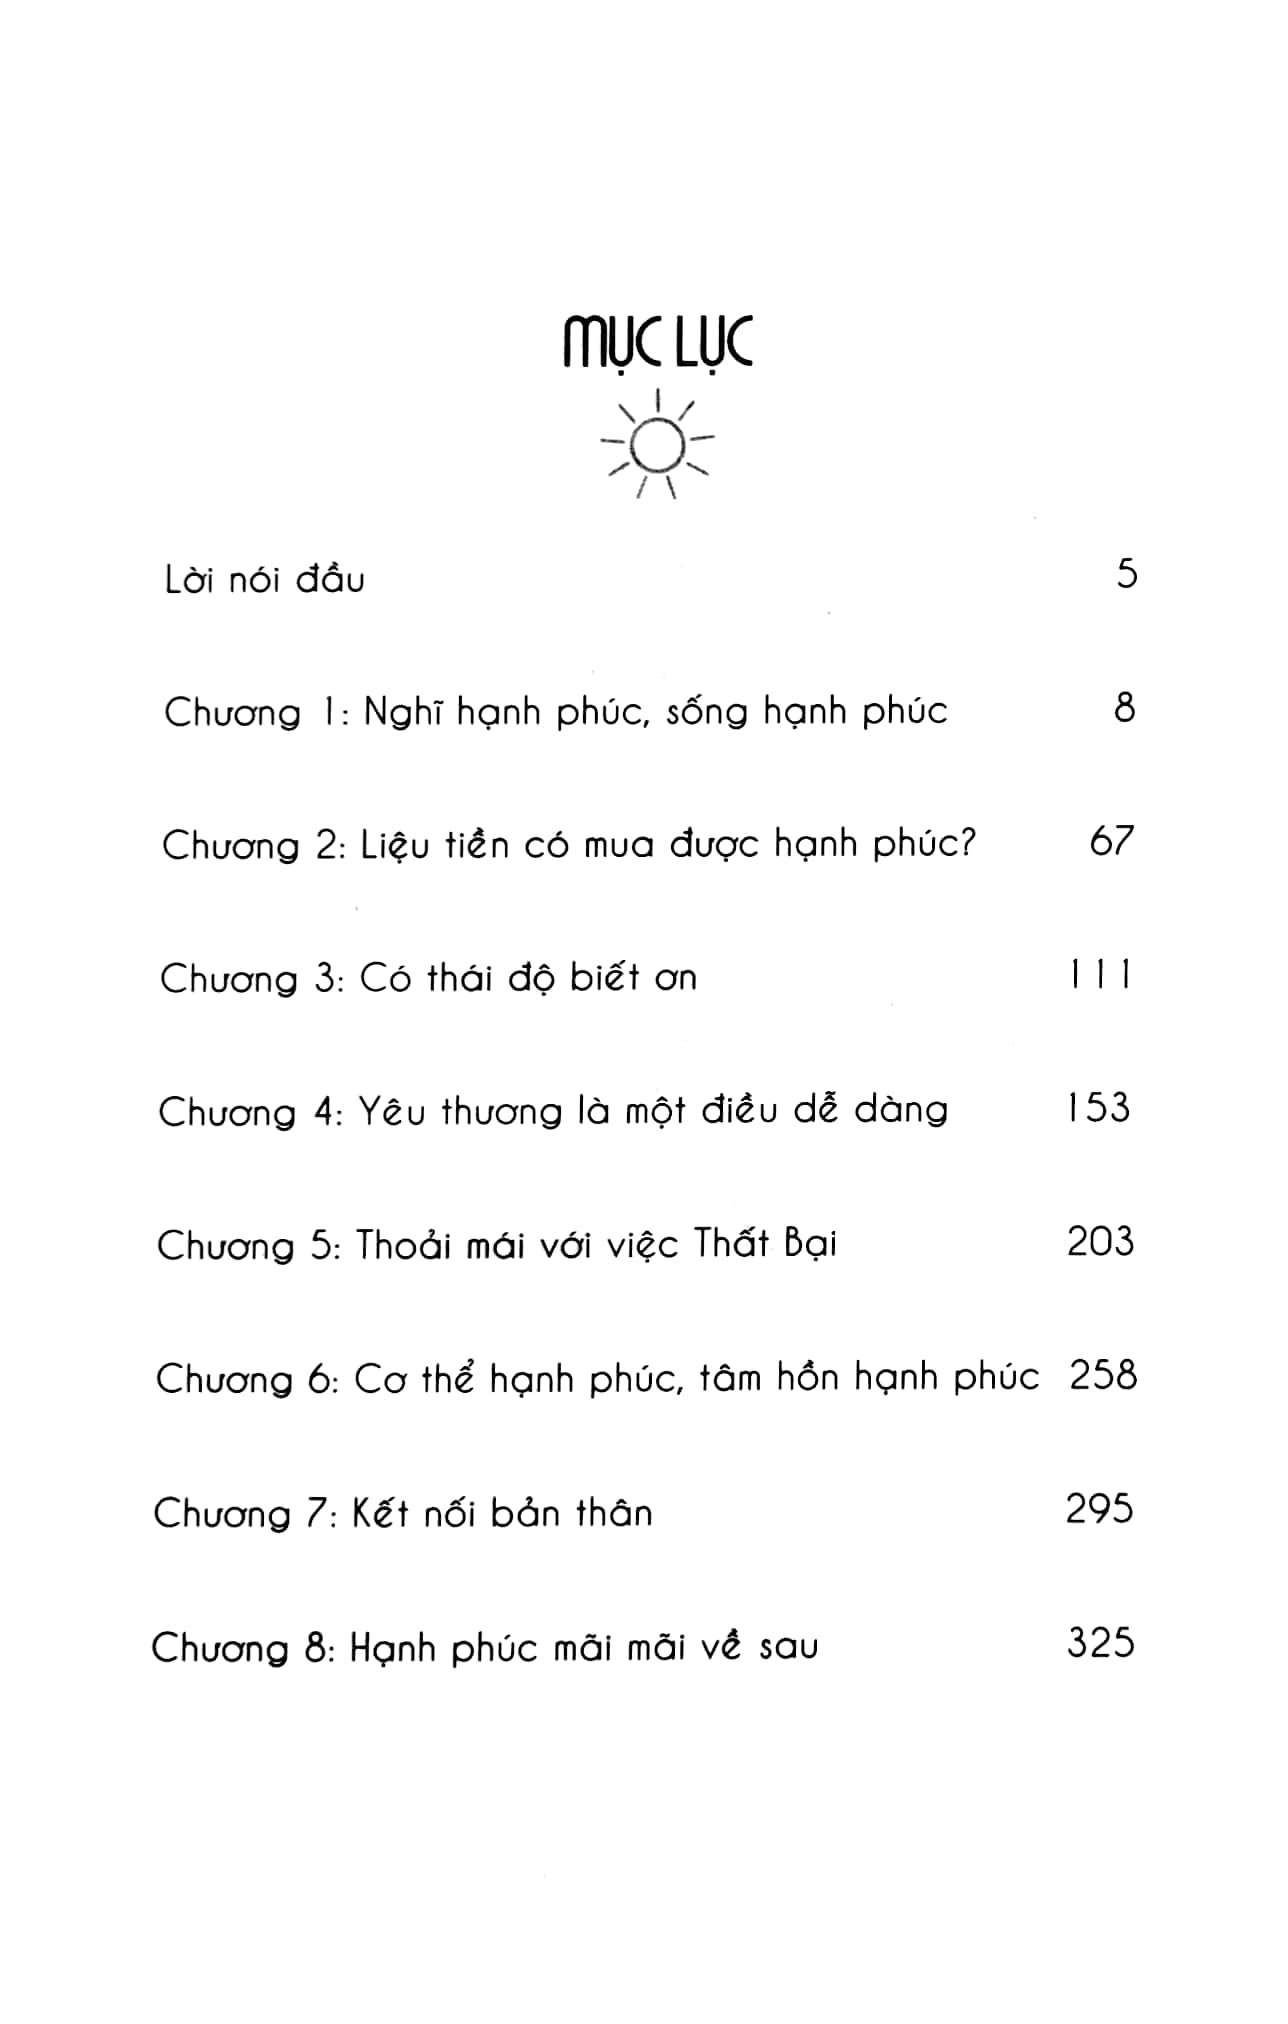 MỤC LỤC
Lời nói đầu 5
Chương 1: Nghĩ hạnh phúc, sống hạnh phúc 8
Chương 2: Liệu tiền có mua được hạnh phúc? 67
Chương 3: Có thái độ biết ơn 111
Chương 4: Yêu thương là một điều dễ dàng 153
Chương 5: Thoải mái với việc Thất Bại 203
Chương 6: Cơ thể hạnh phúc, tâm hồn hạnh phúc 258
Chương 7: Kết nối bản thân 295
Chương 8: Hạnh phúc mãi mãi về sau 325